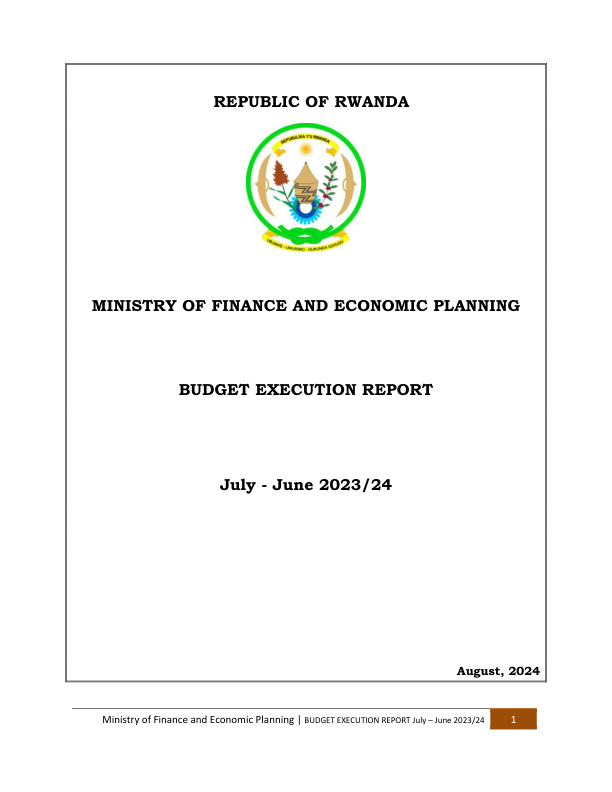 REPUBLIC OF RWANDA
REPUBULIKA Y'U RWANDA
UBUMWE - UMURIMO - GUKUNDA IGIHUGU
MINISTRY OF FINANCE AND ECONOMIC PLANNING
BUDGET EXECUTION REPORT
July - June 2023/24
August, 2024
Ministry of Finance and Economic Planning | BUDGET EXECUTION REPORT July – June 2023/24 1